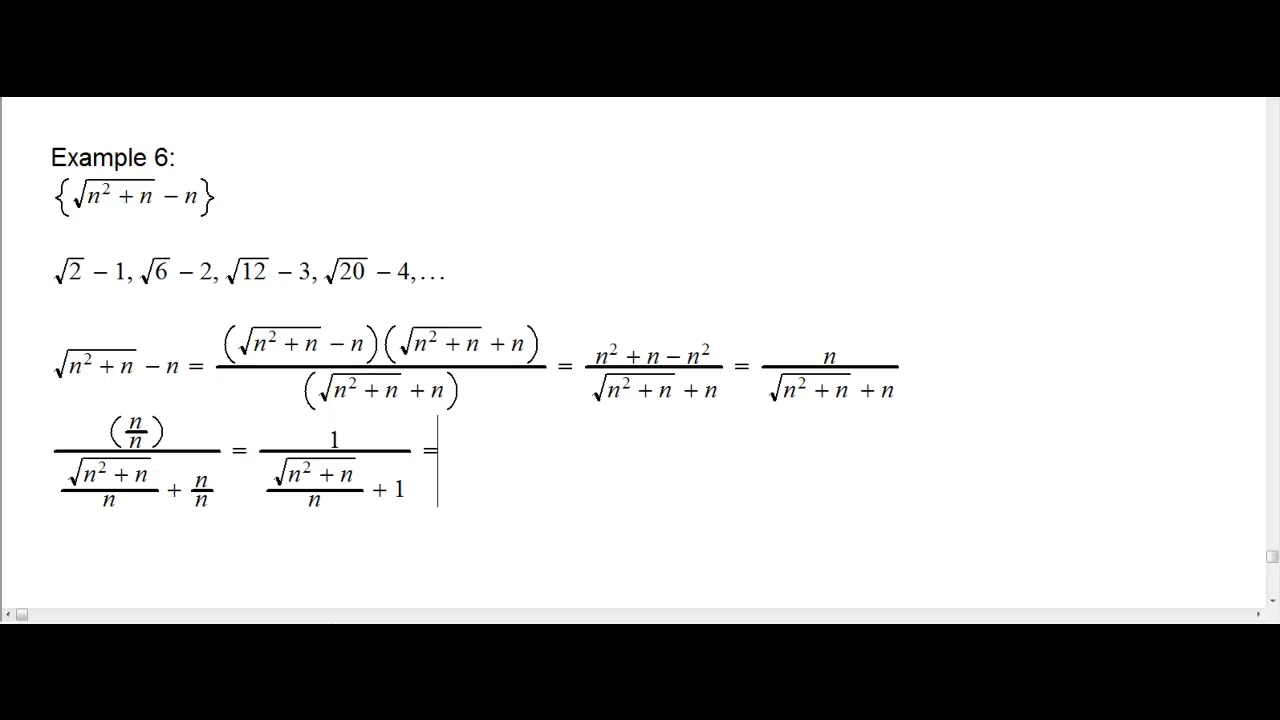 Example 6:
{√(n² + n) − n}
√2 − 1, √6 − 2, √12 − 3, √20 − 4, …
√(n² + n) − n = ((√(n² + n) − n)(√(n² + n) + n)) / (√(n² + n) + n) = (n² + n − n²) / (√(n² + n) + n) = n / (√(n² + n) + n)
(n/n) / (√(n² + n)/n + n/n) = 1 / (√(n² + n)/n + 1) =